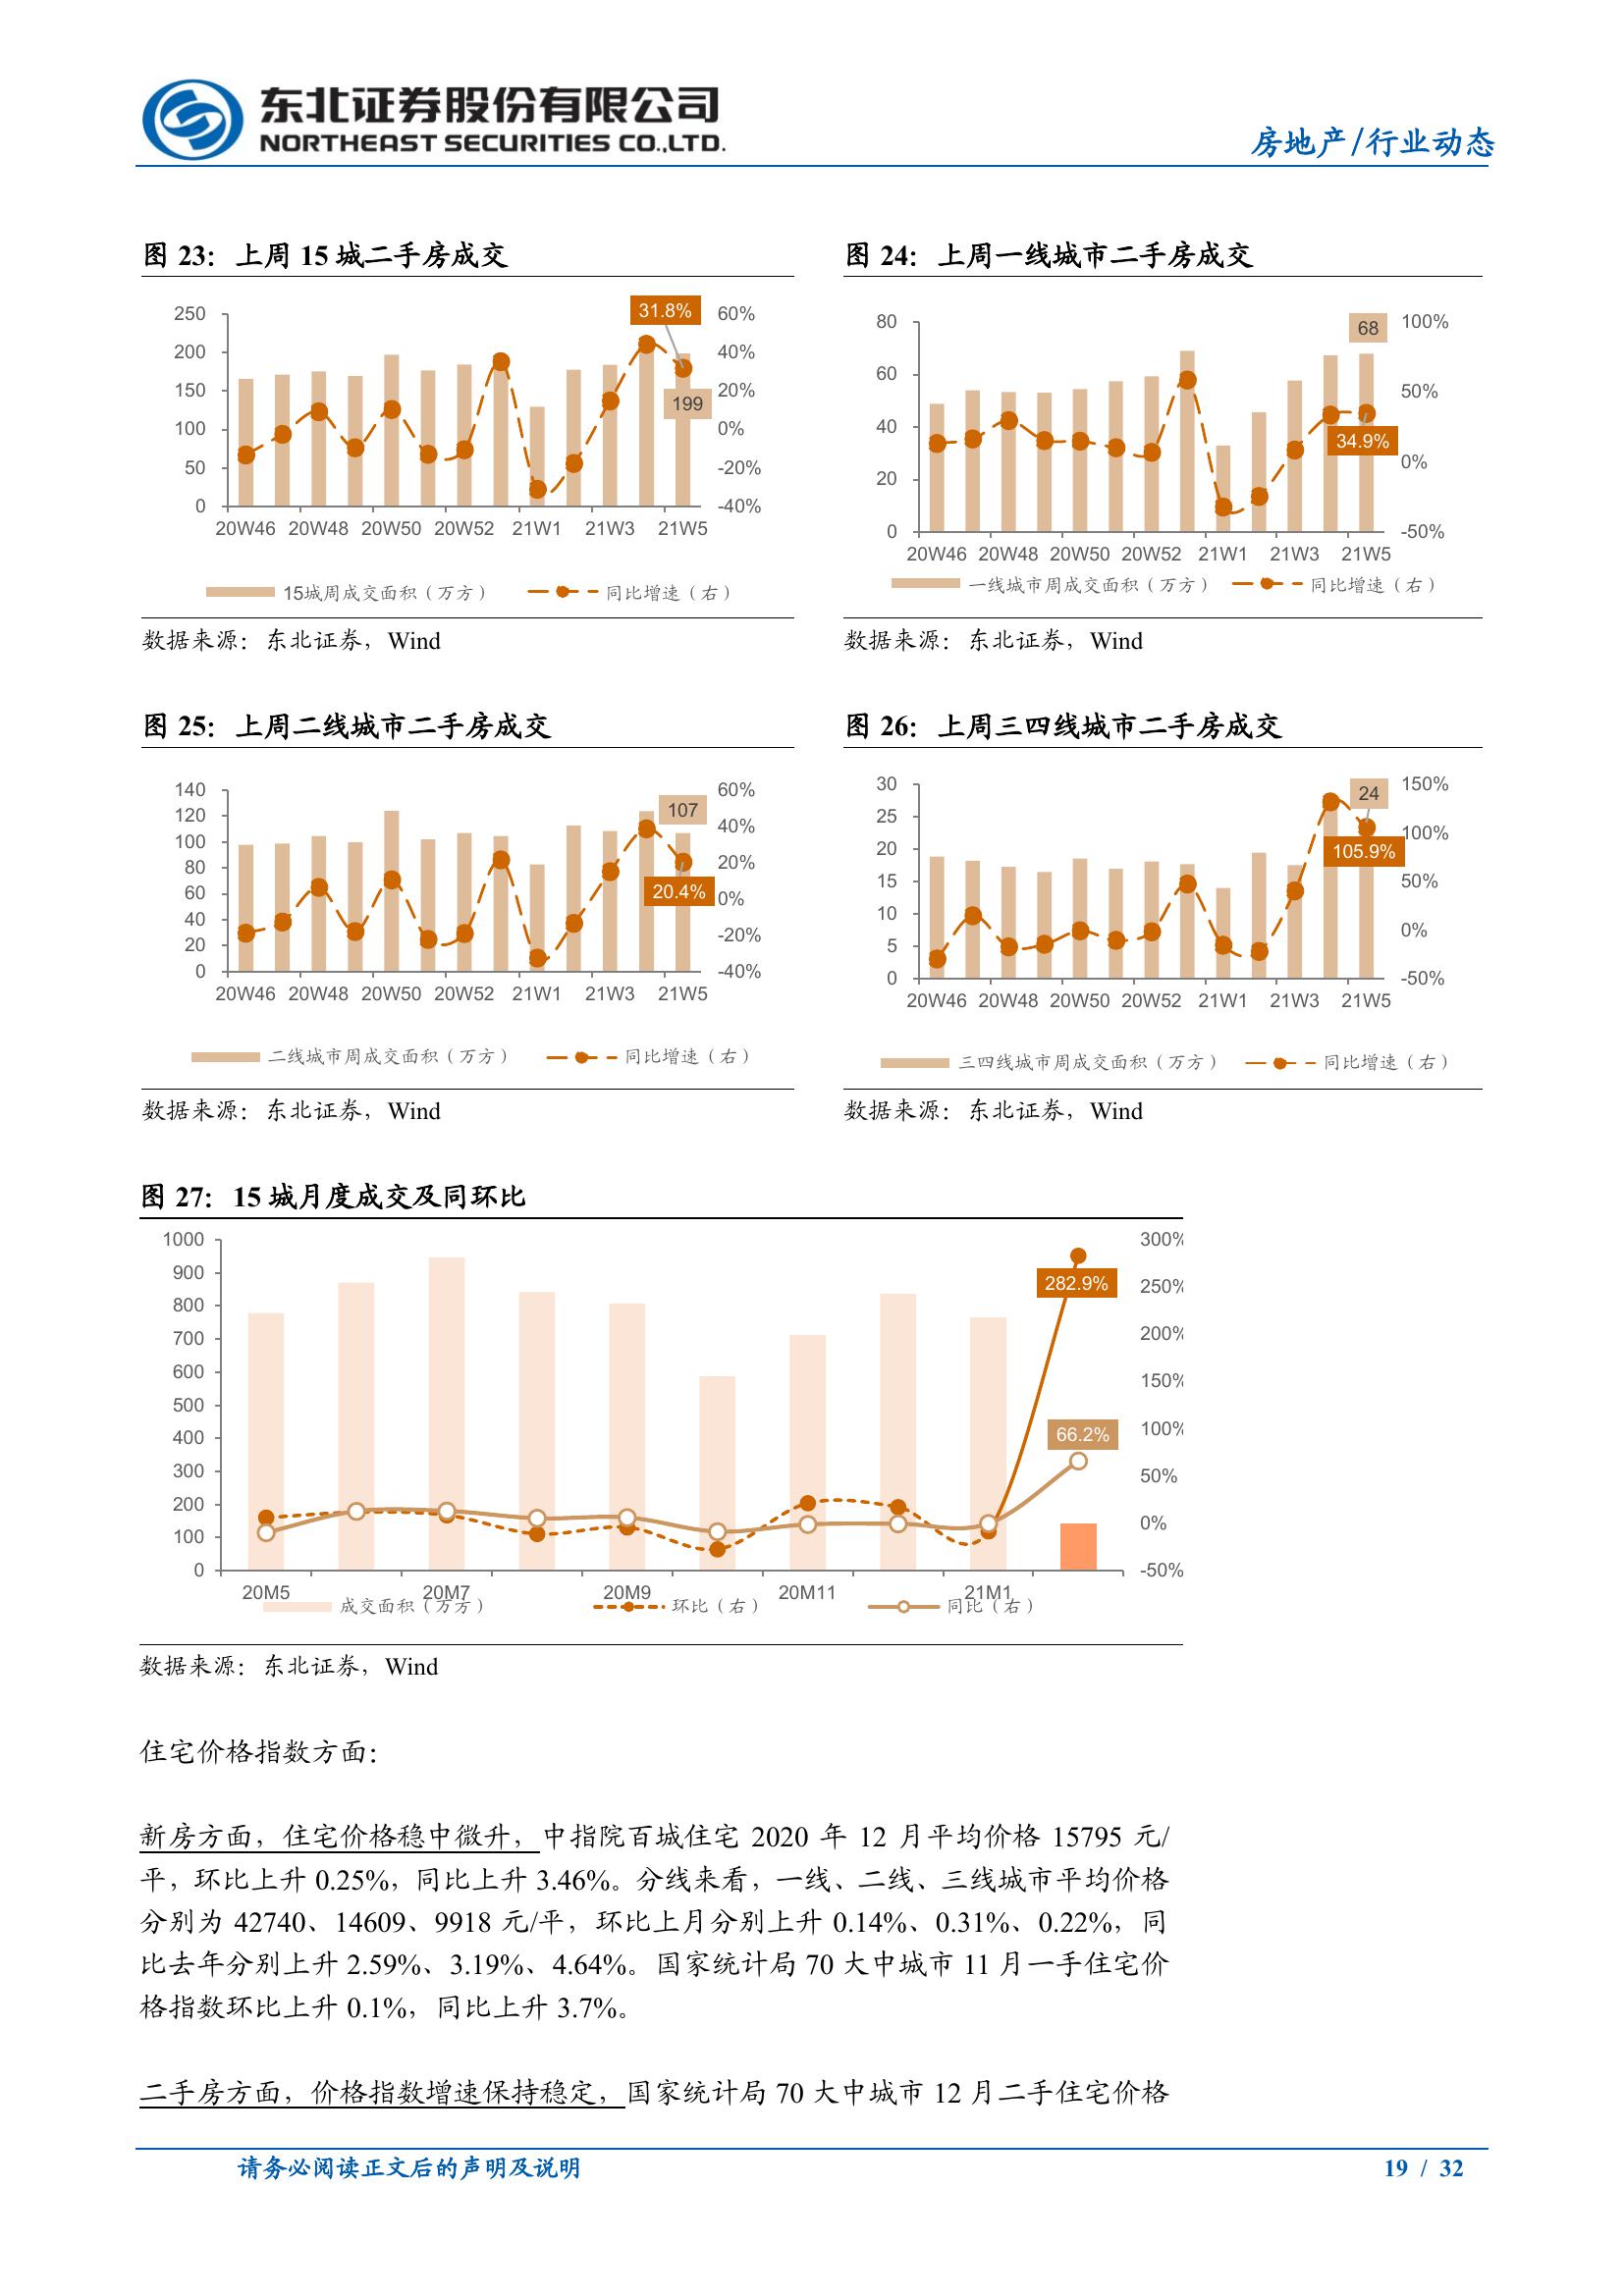 东北证券股份有限公司
NORTHEAST SECURITIES CO.,LTD.
房地产/行业动态
图 23：上周 15 城二手房成交
250
200
150
100
50
0
60%
40%
20%
0%
-20%
-40%
31.8%
199
20W46 20W48 20W50 20W52 21W1 21W3 21W5
15城周成交面积（万方） 同比增速（右）
数据来源：东北证券，Wind
图 24：上周一线城市二手房成交
80
60
40
20
0
100%
50%
0%
-50%
68
34.9%
20W46 20W48 20W50 20W52 21W1 21W3 21W5
一线城市周成交面积（万方） 同比增速（右）
数据来源：东北证券，Wind
图 25：上周二线城市二手房成交
140
120
100
80
60
40
20
0
60%
40%
20%
0%
-20%
-40%
107
20.4%
20W46 20W48 20W50 20W52 21W1 21W3 21W5
二线城市周成交面积（万方） 同比增速（右）
数据来源：东北证券，Wind
图 26：上周三四线城市二手房成交
30
25
20
15
10
5
0
150%
100%
50%
0%
-50%
24
105.9%
20W46 20W48 20W50 20W52 21W1 21W3 21W5
三四线城市周成交面积（万方） 同比增速（右）
数据来源：东北证券，Wind
图 27：15 城月度成交及同环比
1000
900
800
700
600
500
400
300
200
100
0
300%
250%
200%
150%
100%
50%
0%
-50%
282.9%
66.2%
20M5 20M7 20M9 20M11 21M1
成交面积（万方） 环比（右） 同比（右）
数据来源：东北证券，Wind
住宅价格指数方面：
新房方面，住宅价格稳中微升，中指院百城住宅 2020 年 12 月平均价格 15795 元/
平，环比上升 0.25%，同比上升 3.46%。分线来看，一线、二线、三线城市平均价格
分别为 42740、14609、9918 元/平，环比上月分别上升 0.14%、0.31%、0.22%，同
比去年分别上升 2.59%、3.19%、4.64%。国家统计局 70 大中城市 11 月一手住宅价
格指数环比上升 0.1%，同比上升 3.7%。
二手房方面，价格指数增速保持稳定，国家统计局 70 大中城市 12 月二手住宅价格
请务必阅读正文后的声明及说明
19 / 32